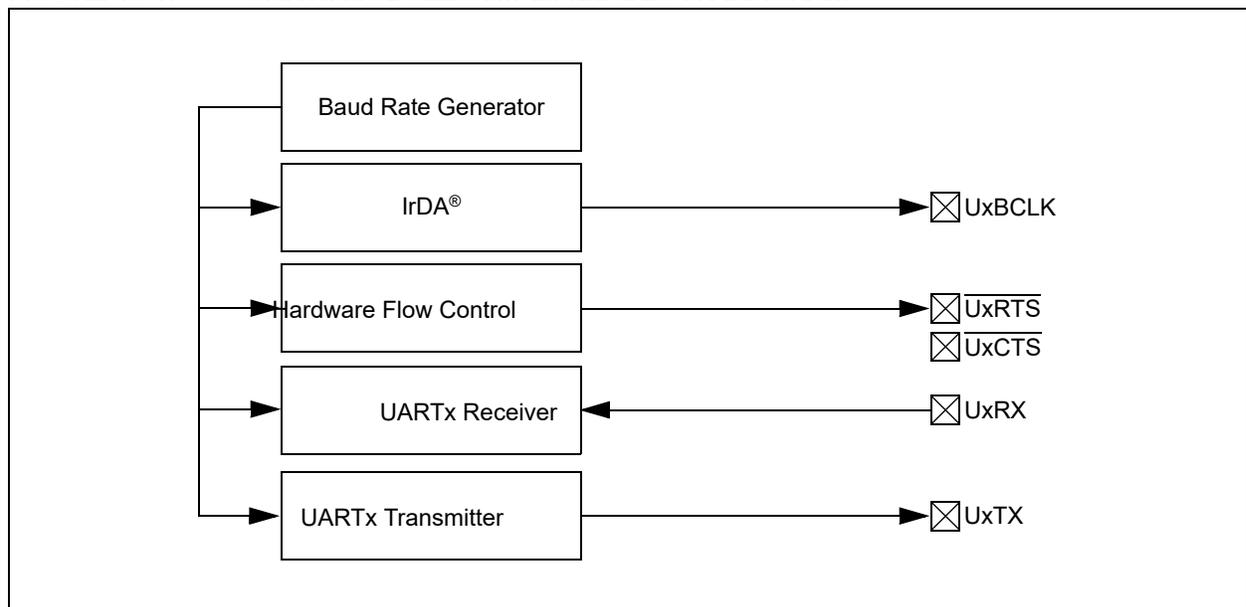 Baud Rate Generator
IrDA®
UxBCLK
Hardware Flow Control
UxRTS
UxCTS
UARTx Receiver
UxRX
UARTx Transmitter
UxTX